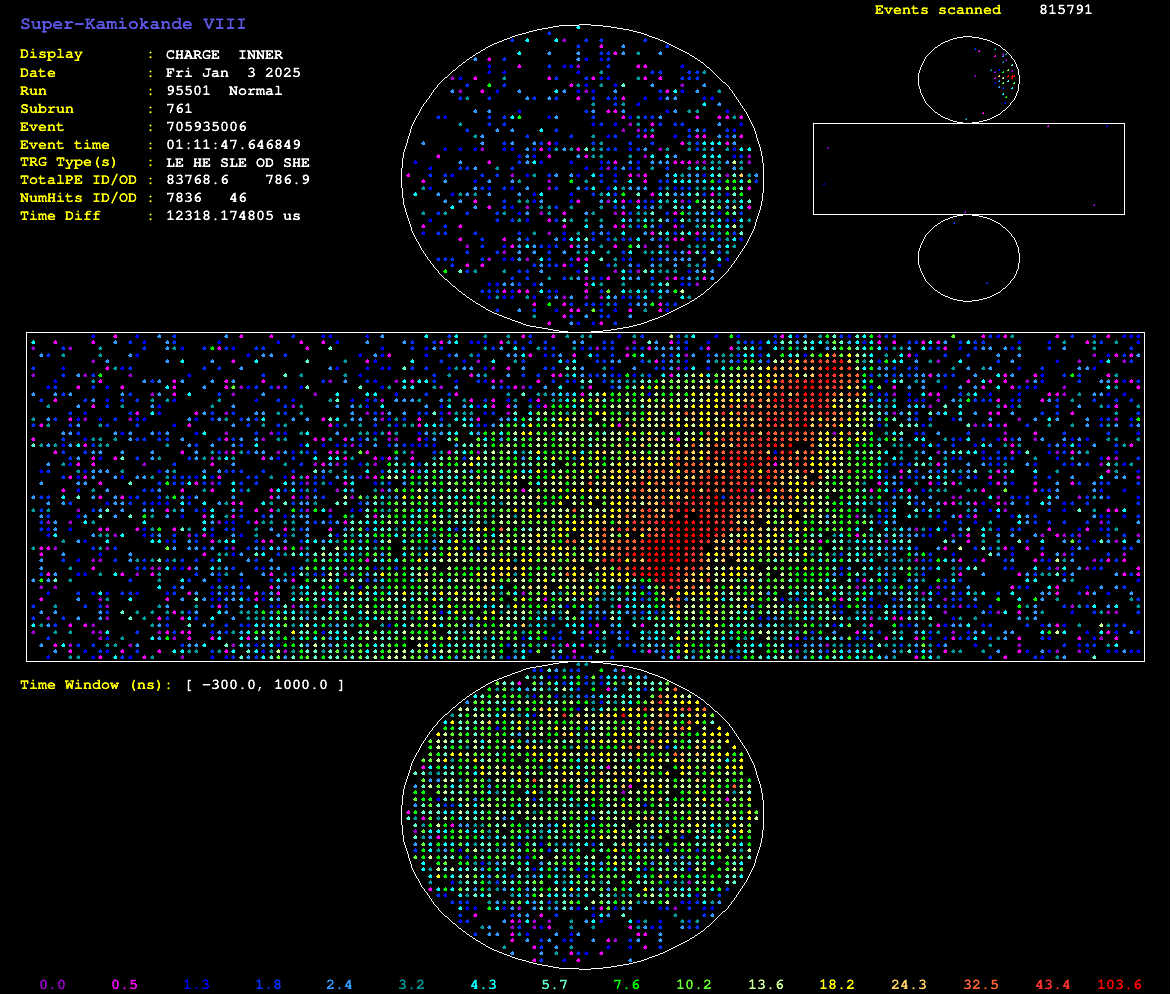 Super-Kamiokande VIII
Events scanned 815791
Display : CHARGE INNER
Date : Fri Jan 3 2025
Run : 95501 Normal
Subrun : 761
Event : 705935006
Event time : 01:11:47.646849
TRG Type(s) : LE HE SLE OD SHE
TotalPE ID/OD : 83768.6 786.9
NumHits ID/OD : 7836 46
Time Diff : 12318.174805 us
Time Window (ns): [ −300.0, 1000.0 ]
0.0 0.5 1.3 1.8 2.4 3.2 4.3 5.7 7.6 10.2 13.6 18.2 24.3 32.5 43.4 103.6